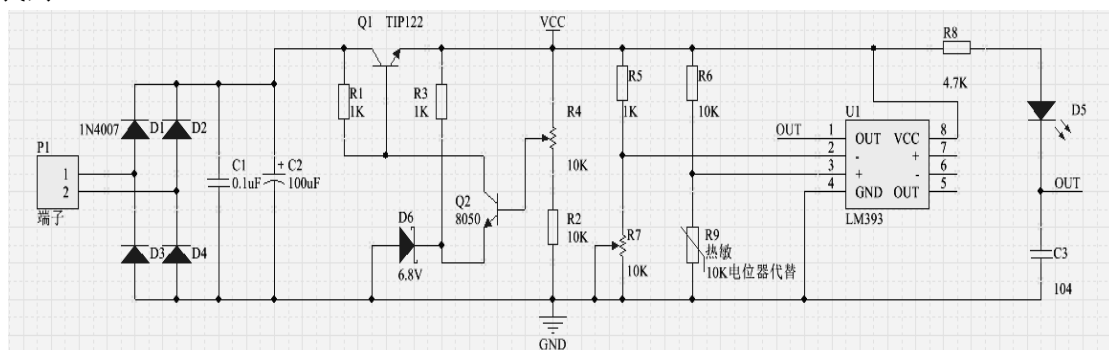 Q1 TIP122
VCC
R8
4.7K
R1
1K
R3
1K
R4
10K
R5
1K
R6
10K
U1
D5
1N4007 D1 D2
OUT
1 OUT VCC 8
2 - + 7
3 + - 6
4 GND OUT 5
LM393
OUT
P1
1
2
端子
C1
0.1uF
+ C2
100uF
Q2
8050
D3 D4
D6
6.8V
R2
10K
R7
10K
R9
热敏
10K电位器代替
C3
104
GND